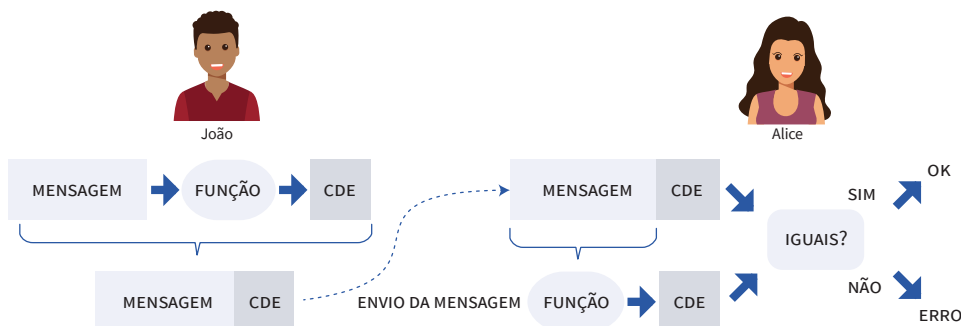 João
Alice
MENSAGEM
FUNÇÃO
CDE
MENSAGEM
CDE
SIM
OK
IGUAIS?
MENSAGEM
CDE
ENVIO DA MENSAGEM
FUNÇÃO
CDE
NÃO
ERRO